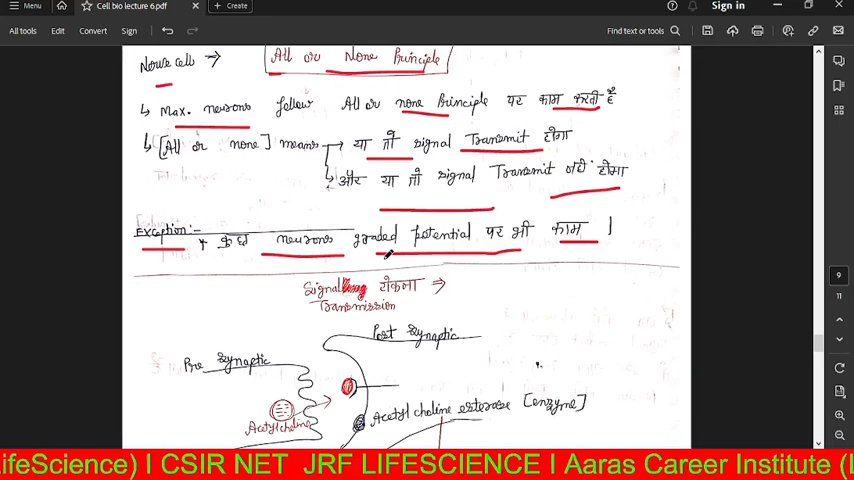 Cell bio lecture 6.pdf × + Create Sign in
All tools Edit Convert Sign Find text or tools
Nerve cell → All or None Principle
↳ Max. neurons follow All or none Principle पर काम करती है
↳ [All or none] means → या तो signal Transmit होगा
↳ और या तो signal Transmit नहीं होगा
Exception:-
* कुछ neurons graded potential पर भी काम |
Signal रोकना ⇒
Transmission
Post Synaptic
Pre Synaptic
Acetyl choline esterase [enzyme]
Acetylcholine
9
11
LifeScience) I CSIR NET JRF LIFESCIENCE I Aaras Career Institute (L